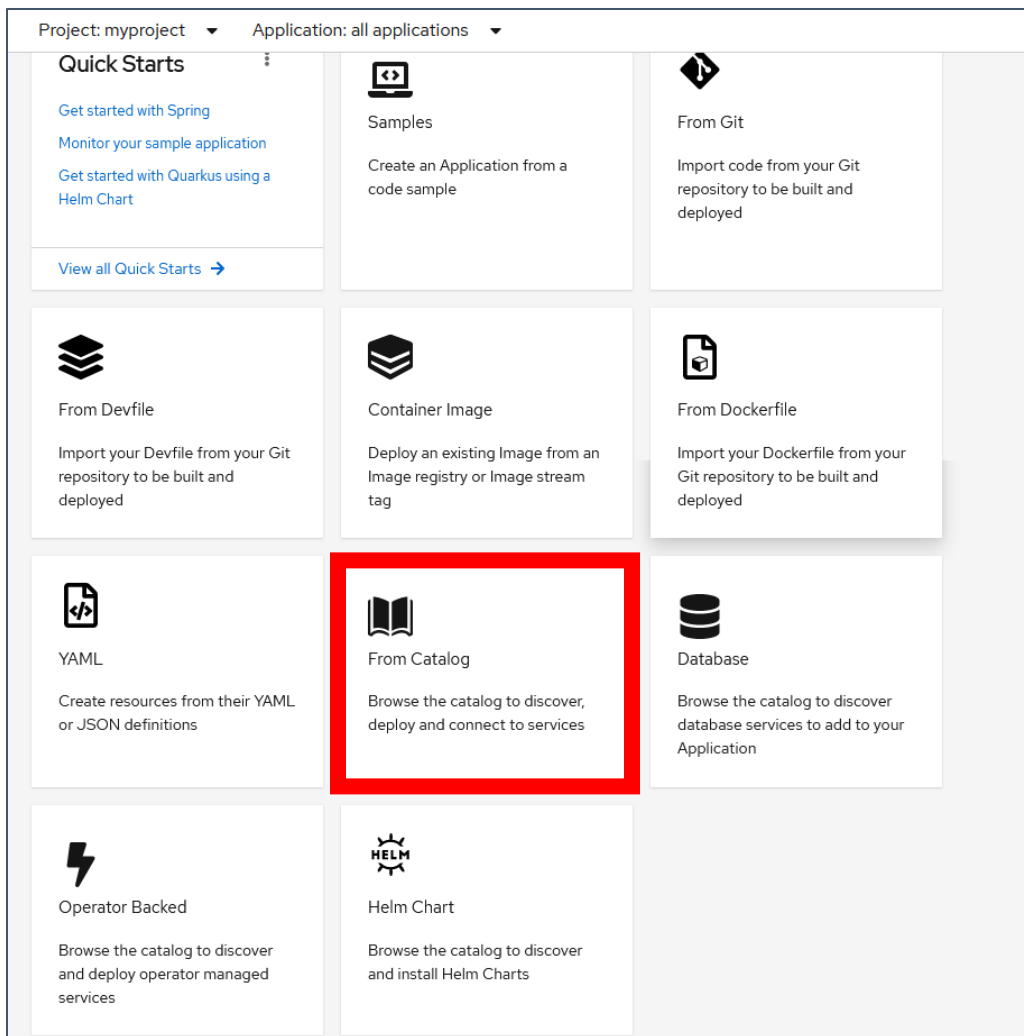 Project: myproject
Application: all applications
Quick Starts
Get started with Spring
Monitor your sample application
Get started with Quarkus using a
Helm Chart
View all Quick Starts
Samples
Create an Application from a
code sample
From Git
Import code from your Git
repository to be built and
deployed
From Devfile
Import your Devfile from your Git
repository to be built and
deployed
Container Image
Deploy an existing Image from an
Image registry or Image stream
tag
From Dockerfile
Import your Dockerfile from your
Git repository to be built and
deployed
YAML
Create resources from their YAML
or JSON definitions
From Catalog
Browse the catalog to discover,
deploy and connect to services
Database
Browse the catalog to discover
database services to add to your
Application
Operator Backed
Browse the catalog to discover
and deploy operator managed
services
HELM
Helm Chart
Browse the catalog to discover
and install Helm Charts